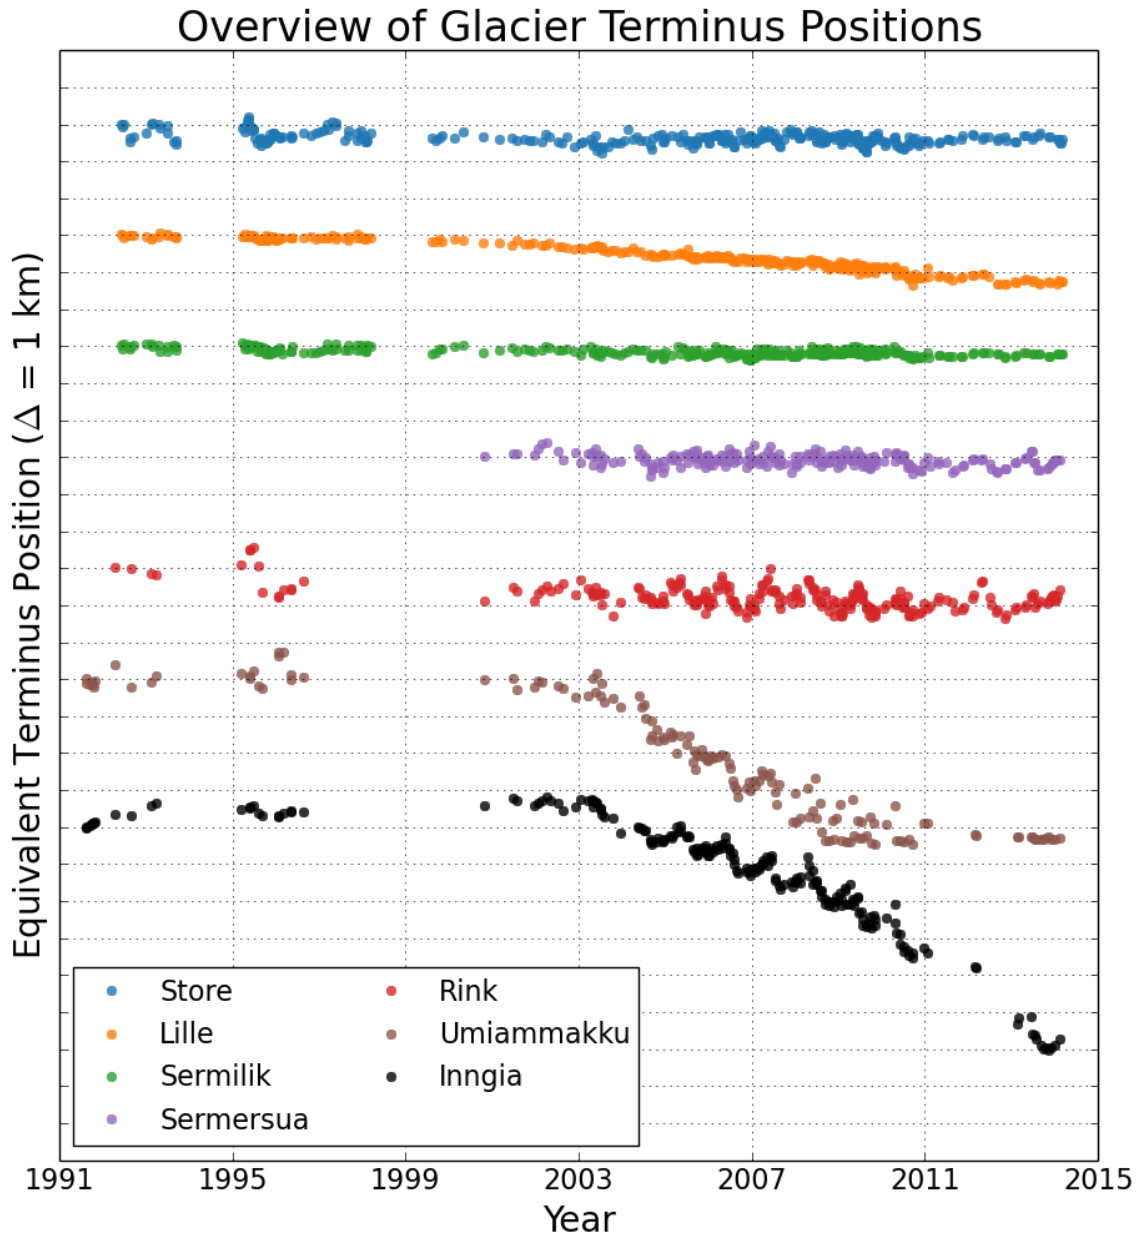 Overview of Glacier Terminus Positions
Equivalent Terminus Position (Δ = 1 km)
Store
Lille
Sermilik
Sermersua
Rink
Umiammakku
Inngia
1991 1995 1999 2003 2007 2011 2015
Year